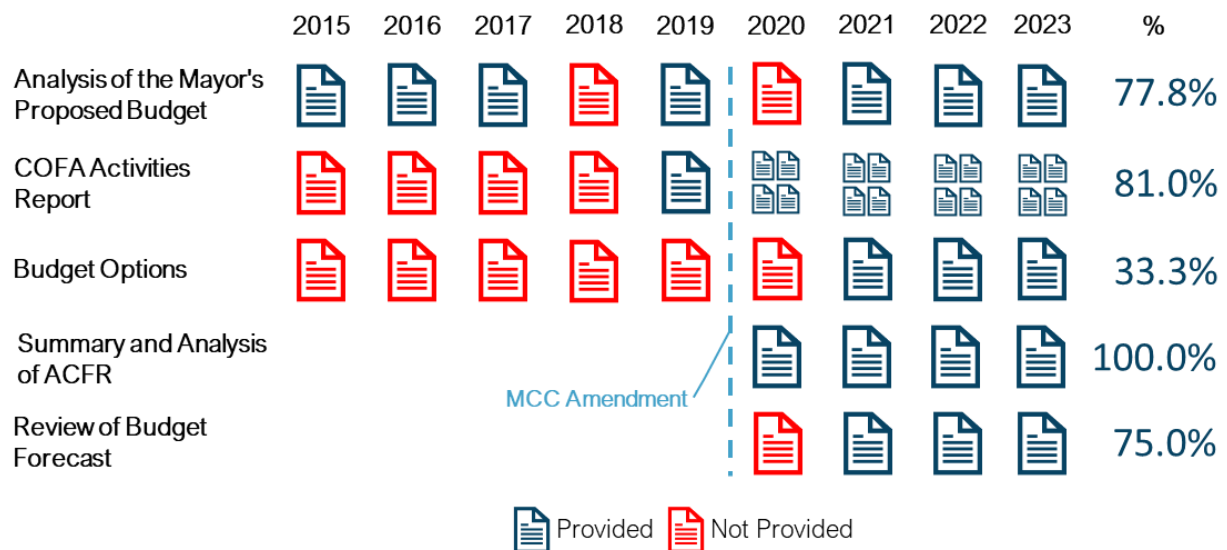 2015 2016 2017 2018 2019 2020 2021 2022 2023 %
Analysis of the Mayor's
Proposed Budget
77.8%
COFA Activities
Report
81.0%
Budget Options
33.3%
Summary and Analysis
of ACFR
100.0%
MCC Amendment
Review of Budget
Forecast
75.0%
Provided Not Provided